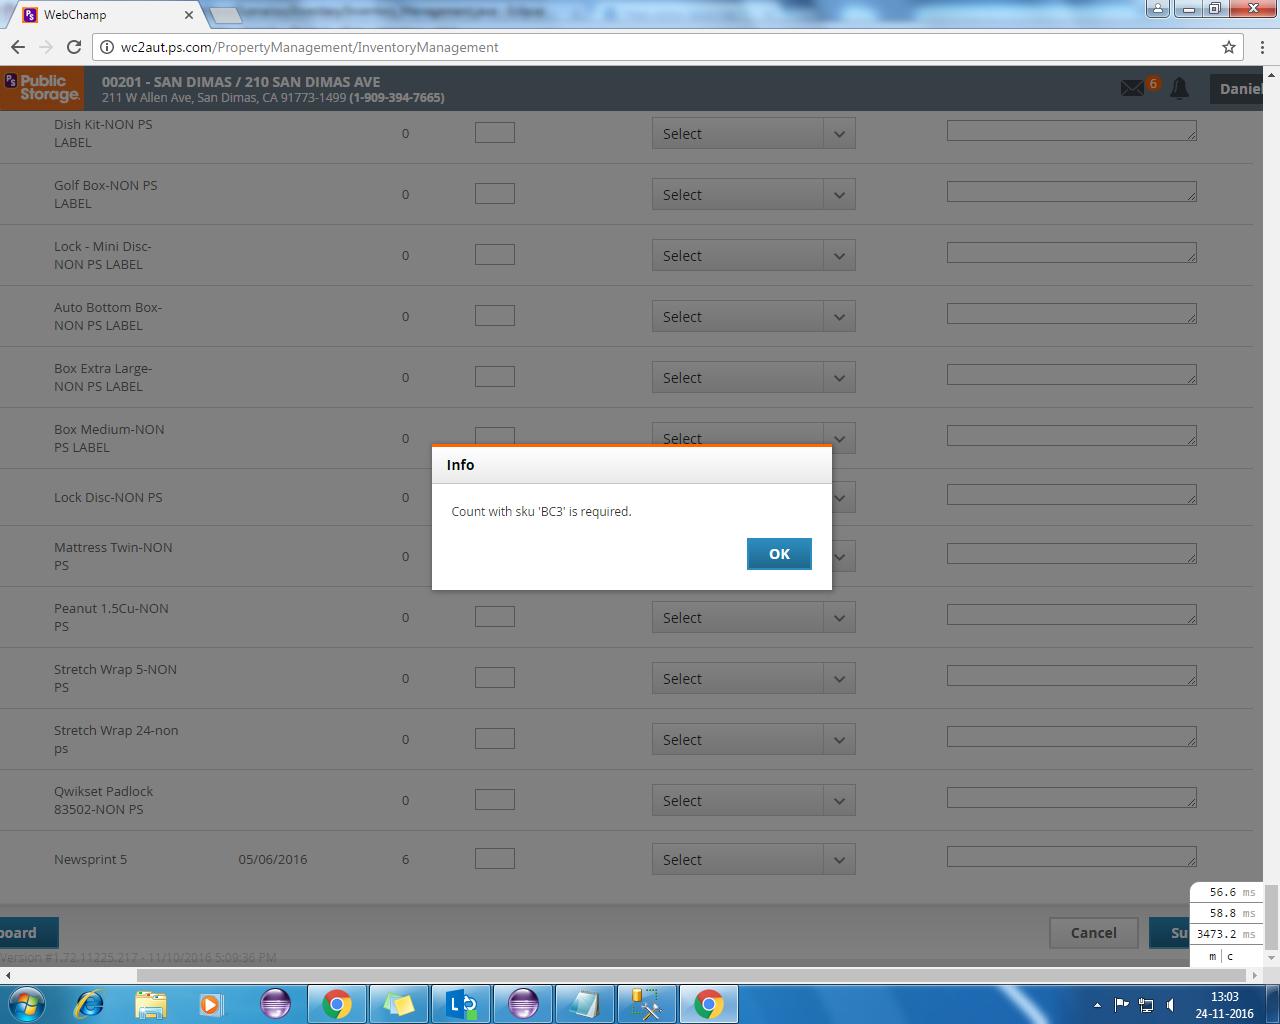 WebChamp
wc2aut.ps.com/PropertyManagement/InventoryManagement
Public
Storage.
00201 - SAN DIMAS / 210 SAN DIMAS AVE
211 W Allen Ave, San Dimas, CA 91773-1499 (1-909-394-7665)
6
Daniel
Dish Kit-NON PS
LABEL
0
Select
Golf Box-NON PS
LABEL
0
Select
Lock - Mini Disc-
NON PS LABEL
0
Select
Auto Bottom Box-
NON PS LABEL
0
Select
Box Extra Large-
NON PS LABEL
0
Select
Box Medium-NON
PS LABEL
0
Select
Info
Count with sku 'BC3' is required.
OK
Lock Disc-NON PS
0
Mattress Twin-NON
PS
0
Peanut 1.5Cu-NON
PS
0
Select
Stretch Wrap 5-NON
PS
0
Select
Stretch Wrap 24-non
ps
0
Select
Qwikset Padlock
83502-NON PS
0
Select
Newsprint 5
05/06/2016
6
Select
56.6 ms
58.8 ms
3473.2 ms
m | c
board
Cancel
Su
Version #1.72.11225.217 - 11/10/2016 5:09:36 PM
13:03
24-11-2016